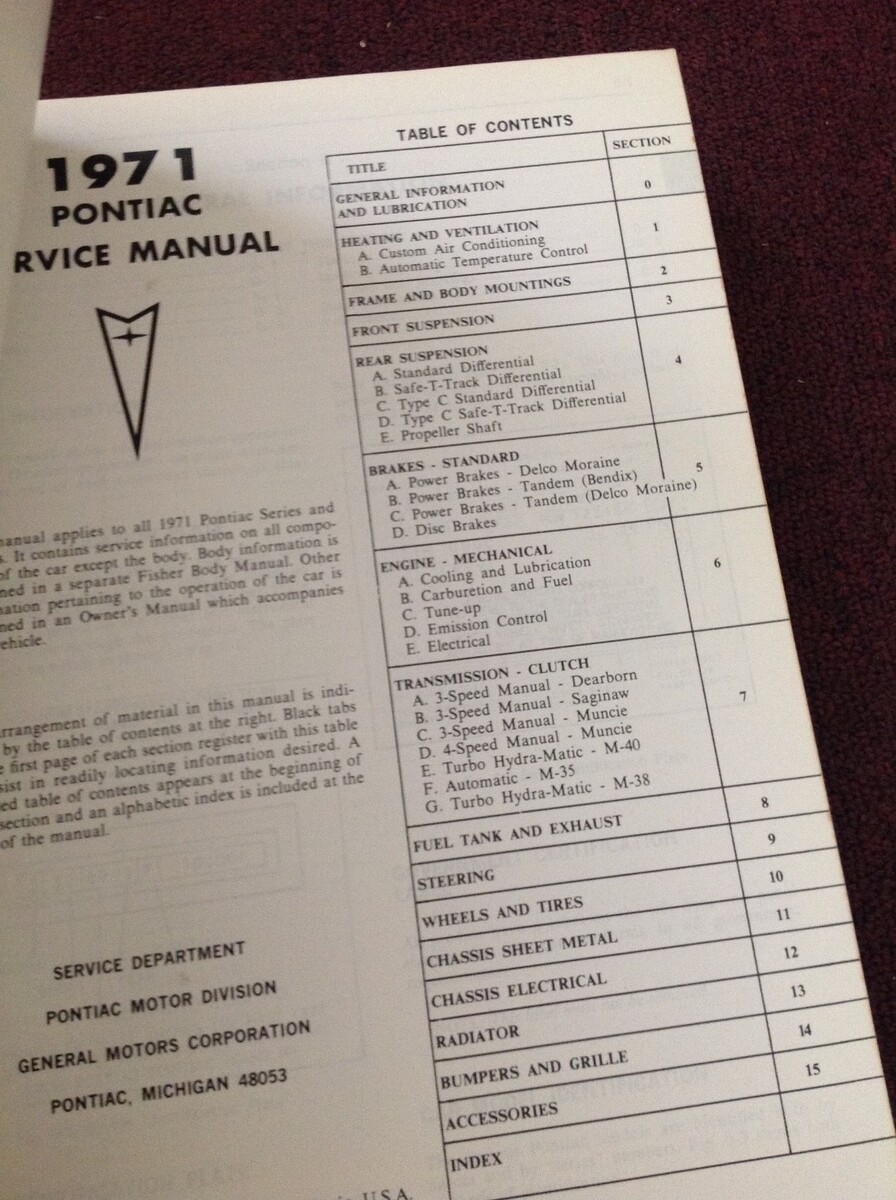 1971
PONTIAC
RVICE MANUAL
anual applies to all 1971 Pontiac Series and
It contains service information on all compo-
of the car except the body. Body information is
ned in a separate Fisher Body Manual. Other
ation pertaining to the operation of the car is
ned in an Owner's Manual which accompanies
ehicle.
rrangement of material in this manual is indi-
by the table of contents at the right. Black tabs
first page of each section register with this table
sist in readily locating information desired. A
ed table of contents appears at the beginning of
section and an alphabetic index is included at the
of the manual.
SERVICE DEPARTMENT
PONTIAC MOTOR DIVISION
GENERAL MOTORS CORPORATION
PONTIAC, MICHIGAN 48053
U.S.A.
TABLE OF CONTENTS
TITLE SECTION
GENERAL INFORMATION
AND LUBRICATION 0
HEATING AND VENTILATION 1
A. Custom Air Conditioning
B. Automatic Temperature Control
FRAME AND BODY MOUNTINGS 2
FRONT SUSPENSION 3
REAR SUSPENSION 4
A. Standard Differential
B. Safe-T-Track Differential
C. Type C Standard Differential
D. Type C Safe-T-Track Differential
E. Propeller Shaft
BRAKES - STANDARD 5
A. Power Brakes - Delco Moraine
B. Power Brakes - Tandem (Bendix)
C. Power Brakes - Tandem (Delco Moraine)
D. Disc Brakes
ENGINE - MECHANICAL 6
A. Cooling and Lubrication
B. Carburetion and Fuel
C. Tune-up
D. Emission Control
E. Electrical
TRANSMISSION - CLUTCH 7
A. 3-Speed Manual - Dearborn
B. 3-Speed Manual - Saginaw
C. 3-Speed Manual - Muncie
D. 4-Speed Manual - Muncie
E. Turbo Hydra-Matic - M-40
F. Automatic - M-35
G. Turbo Hydra-Matic - M-38
FUEL TANK AND EXHAUST 8
STEERING 9
WHEELS AND TIRES 10
CHASSIS SHEET METAL 11
CHASSIS ELECTRICAL 12
RADIATOR 13
BUMPERS AND GRILLE 14
ACCESSORIES 15
INDEX